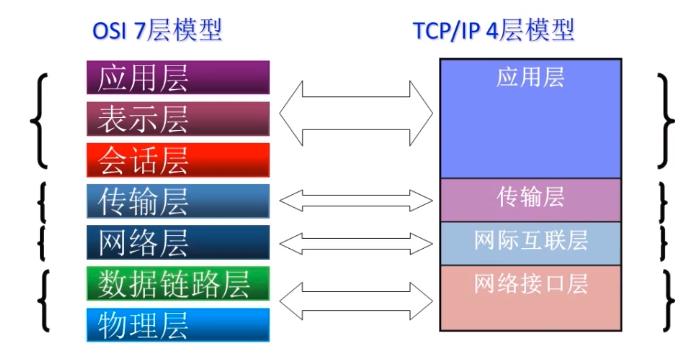 OSI 7层模型
TCP/IP 4层模型
应用层
表示层
会话层
传输层
网络层
数据链路层
物理层
应用层
传输层
网际互联层
网络接口层